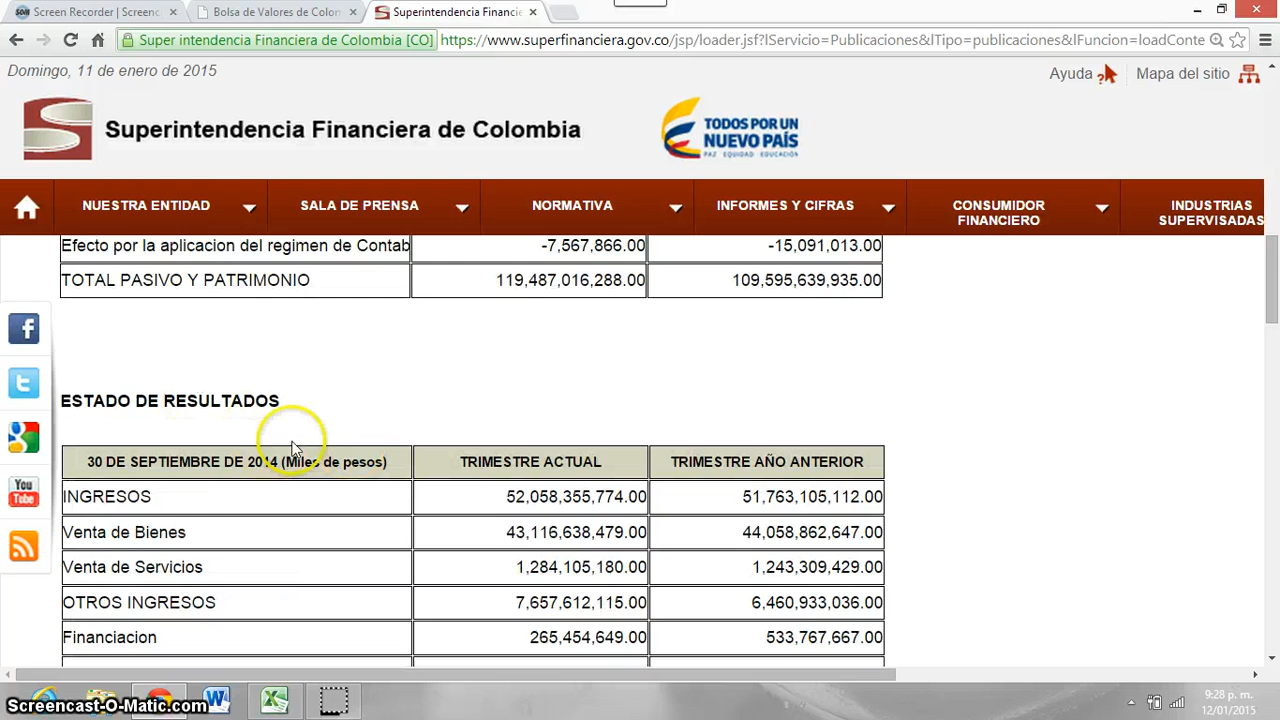 Screen Recorder | Screenc
Bolsa de Valores de Colom
Superintendencia Financie
Super intendencia Financiera de Colombia [CO]
https://www.superfinanciera.gov.co/jsp/loader.jsf?lServicio=Publicaciones&lTipo=publicaciones&lFuncion=loadConte
Domingo, 11 de enero de 2015
Ayuda
Mapa del sitio
Superintendencia Financiera de Colombia
TODOS POR UN
NUEVO PAÍS
PAZ EQUIDAD EDUCACIÓN
NUESTRA ENTIDAD
SALA DE PRENSA
NORMATIVA
INFORMES Y CIFRAS
CONSUMIDOR
FINANCIERO
INDUSTRIAS
SUPERVISADAS
Efecto por la aplicacion del regimen de Contab -7,567,866.00 -15,091,013.00
TOTAL PASIVO Y PATRIMONIO 119,487,016,288.00 109,595,639,935.00
ESTADO DE RESULTADOS
30 DE SEPTIEMBRE DE 2014 (Miles de pesos) TRIMESTRE ACTUAL TRIMESTRE AÑO ANTERIOR
INGRESOS 52,058,355,774.00 51,763,105,112.00
Venta de Bienes 43,116,638,479.00 44,058,862,647.00
Venta de Servicios 1,284,105,180.00 1,243,309,429.00
OTROS INGRESOS 7,657,612,115.00 6,460,933,036.00
Financiacion 265,454,649.00 533,767,667.00
You
Tube
Screencast-O-Matic.com
9:28 p. m.
12/01/2015